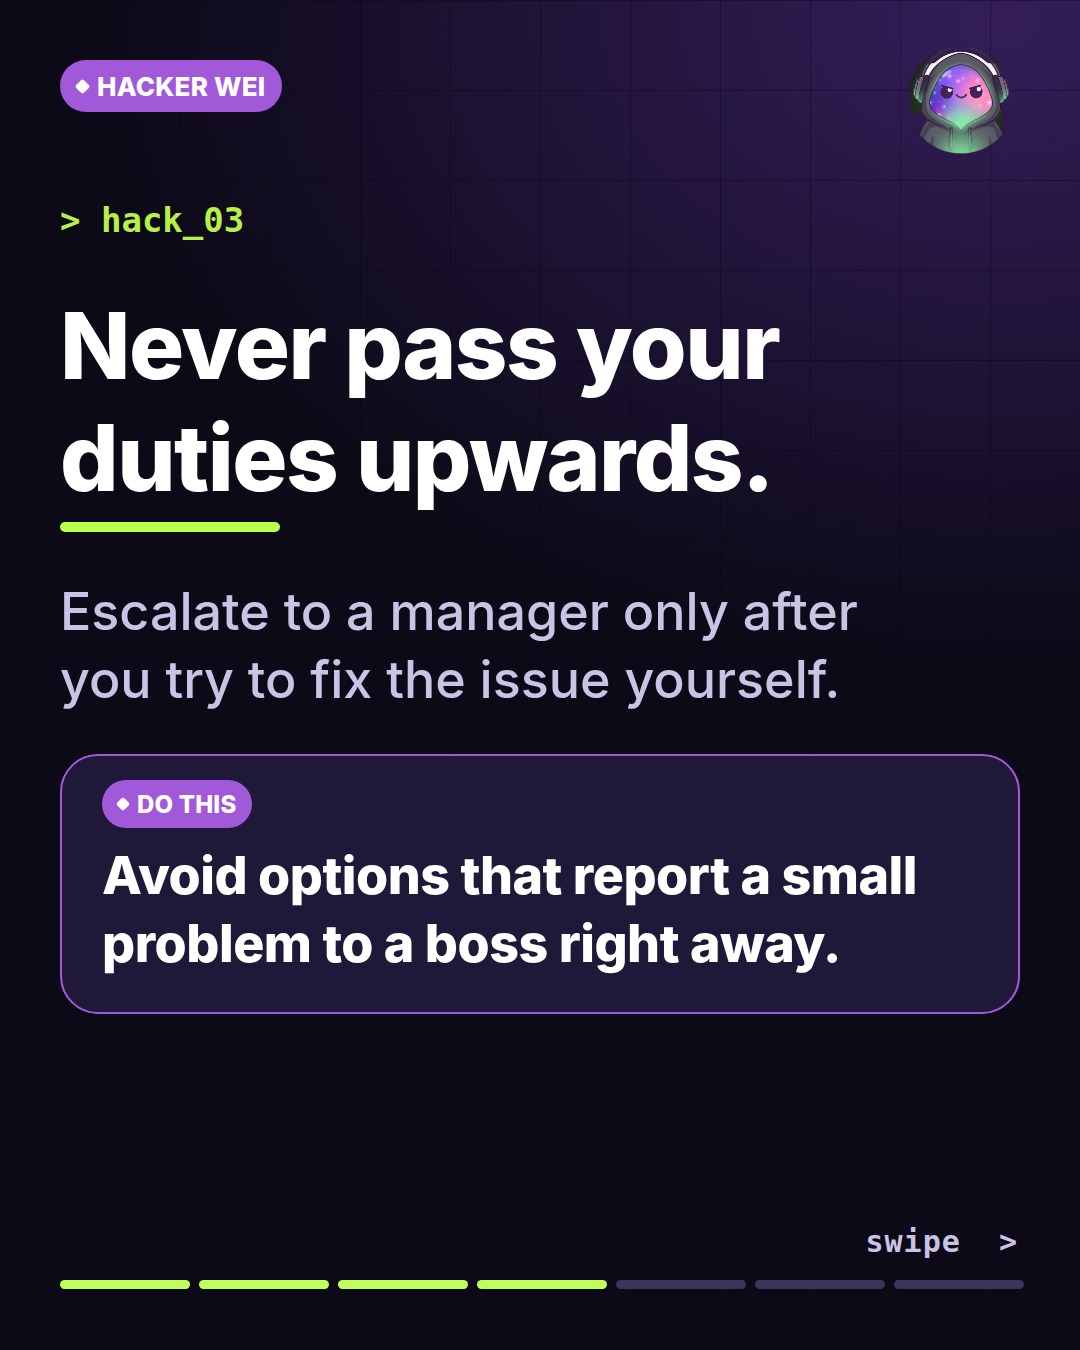 HACKER WEI
> hack_03
Never pass your
duties upwards.
Escalate to a manager only after
you try to fix the issue yourself.
DO THIS
Avoid options that report a small
problem to a boss right away.
swipe >